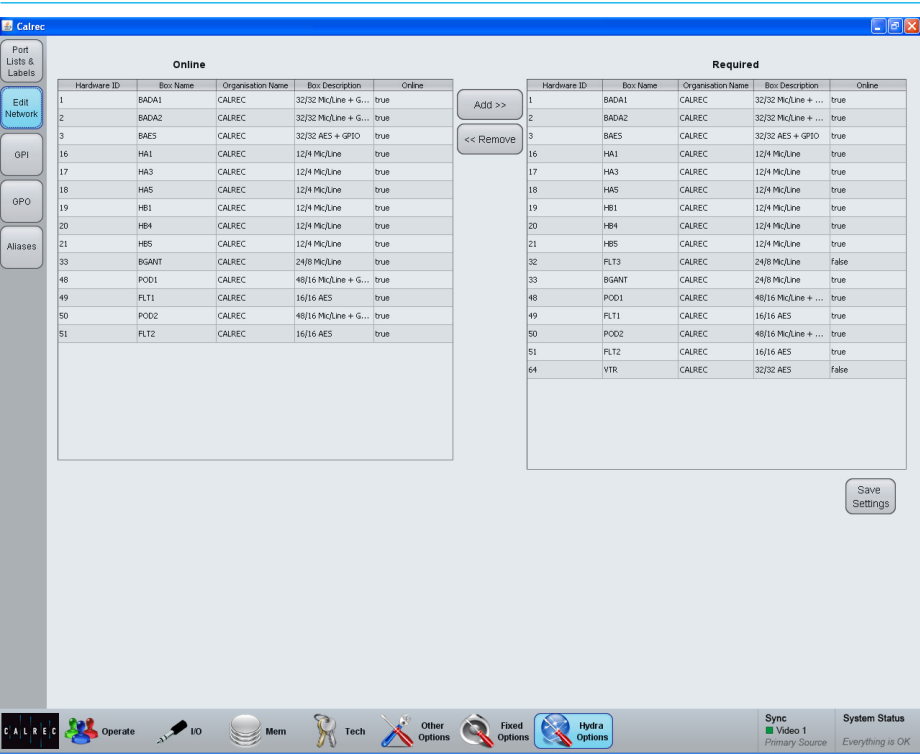 Calrec
Port
Lists &
Labels
Edit
Network
GPI
GPO
Aliases
Online
Hardware ID Box Name Organisation Name Box Description Online
1 BADA1 CALREC 32/32 Mic/Line + G... true
2 BADA2 CALREC 32/32 Mic/Line + G... true
3 BAES CALREC 32/32 AES + GPIO true
16 HA1 CALREC 12/4 Mic/Line true
17 HA3 CALREC 12/4 Mic/Line true
18 HA5 CALREC 12/4 Mic/Line true
19 HB1 CALREC 12/4 Mic/Line true
20 HB4 CALREC 12/4 Mic/Line true
21 HB5 CALREC 12/4 Mic/Line true
33 BGANT CALREC 24/8 Mic/Line true
48 POD1 CALREC 48/16 Mic/Line + G... true
49 FLT1 CALREC 16/16 AES true
50 POD2 CALREC 48/16 Mic/Line + G... true
51 FLT2 CALREC 16/16 AES true
Add >>
<< Remove
Required
Hardware ID Box Name Organisation Name Box Description Online
1 BADA1 CALREC 32/32 Mic/Line + ... true
2 BADA2 CALREC 32/32 Mic/Line + ... true
3 BAES CALREC 32/32 AES + GPIO true
16 HA1 CALREC 12/4 Mic/Line true
17 HA3 CALREC 12/4 Mic/Line true
18 HA5 CALREC 12/4 Mic/Line true
19 HB1 CALREC 12/4 Mic/Line true
20 HB4 CALREC 12/4 Mic/Line true
21 HB5 CALREC 12/4 Mic/Line true
32 FLT3 CALREC 24/8 Mic/Line false
33 BGANT CALREC 24/8 Mic/Line true
48 POD1 CALREC 48/16 Mic/Line + ... true
49 FLT1 CALREC 16/16 AES true
50 POD2 CALREC 48/16 Mic/Line + ... true
51 FLT2 CALREC 16/16 AES true
64 VTR CALREC 32/32 AES false
Save
Settings
CALREC
Operate
I/O
Mem
Tech
Other
Options
Fixed
Options
Hydra
Options
Sync
Video 1
Primary Source
System Status
Everything is OK